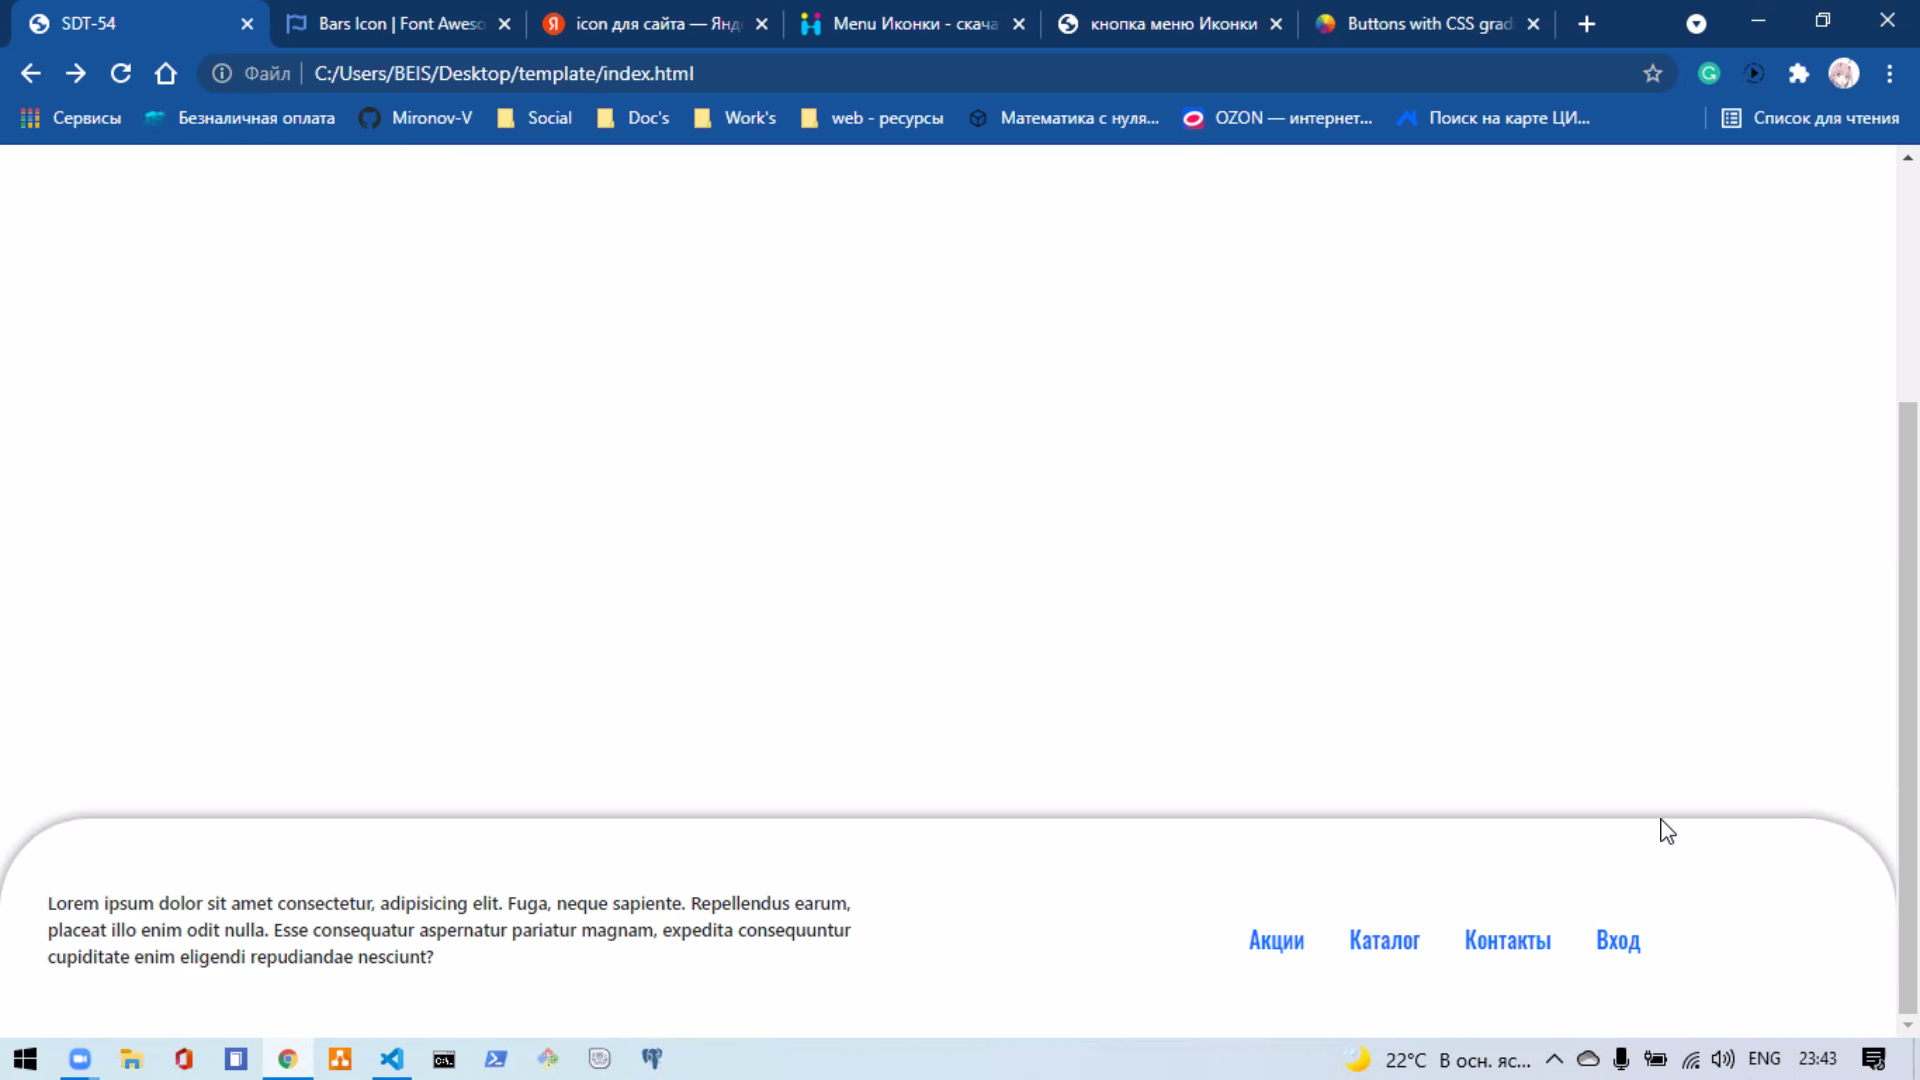 SDT-54
Bars Icon | Font Aweso
icon для сайта — Янд
Menu Иконки - скача
кнопка меню Иконки
Buttons with CSS grad
Файл
C:/Users/BEIS/Desktop/template/index.html
Сервисы
Безналичная оплата
Mironov-V
Social
Doc's
Work's
web - ресурсы
Математика с нуля...
OZON — интернет...
Поиск на карте ЦИ...
Список для чтения
Lorem ipsum dolor sit amet consectetur, adipisicing elit. Fuga, neque sapiente. Repellendus earum,
placeat illo enim odit nulla. Esse consequatur aspernatur pariatur magnam, expedita consequuntur
cupiditate enim eligendi repudiandae nesciunt?
Акции
Каталог
Контакты
Вход
22°C В осн. яс...
ENG
23:43